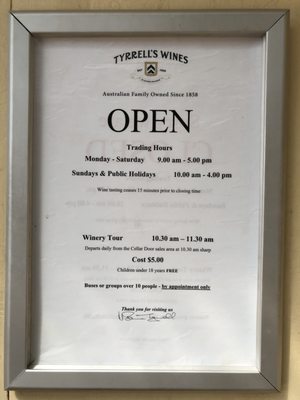 TYRRELL'S WINES
Australian Family Owned Since 1858
OPEN
Trading Hours
Monday - Saturday 9.00 am - 5.00 pm
Sundays & Public Holidays 10.00 am - 4.00 pm
Wine tasting ceases 15 minutes prior to closing time
Winery Tour 10.30 am – 11.30 am
Departs daily from the Cellar Door sales area at 10.30 am sharp
Cost $5.00
Children under 18 years FREE
Buses or groups over 10 people - by appointment only
Thank you for visiting us